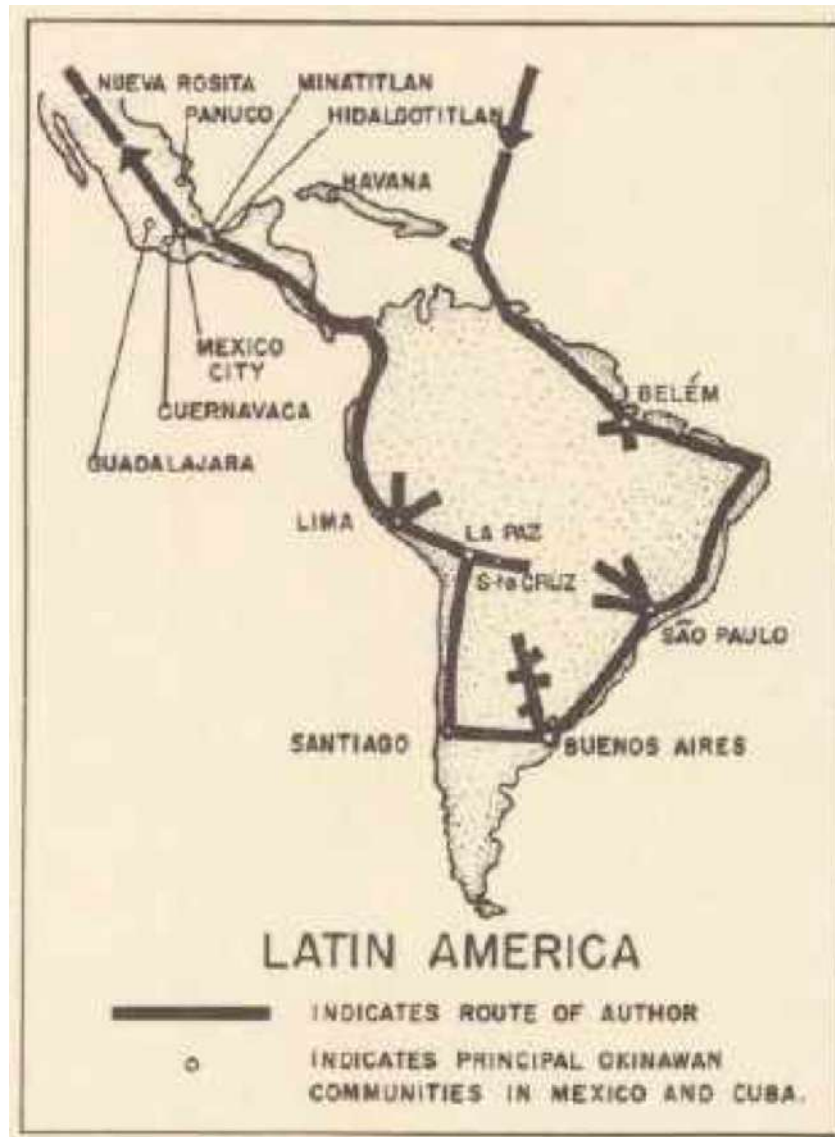 NUEVA ROSITA
MINATITLAN
PANUCO
HIDALGOTITLAN
HAVANA
MEXICO
CITY
CUERNAVACA
GUADALAJARA
BELÉM
LIMA
LA PAZ
Sta CRUZ
SÃO PAULO
SANTIAGO
BUENOS AIRES
LATIN AMERICA
INDICATES ROUTE OF AUTHOR
INDICATES PRINCIPAL OKINAWAN
COMMUNITIES IN MEXICO AND CUBA.